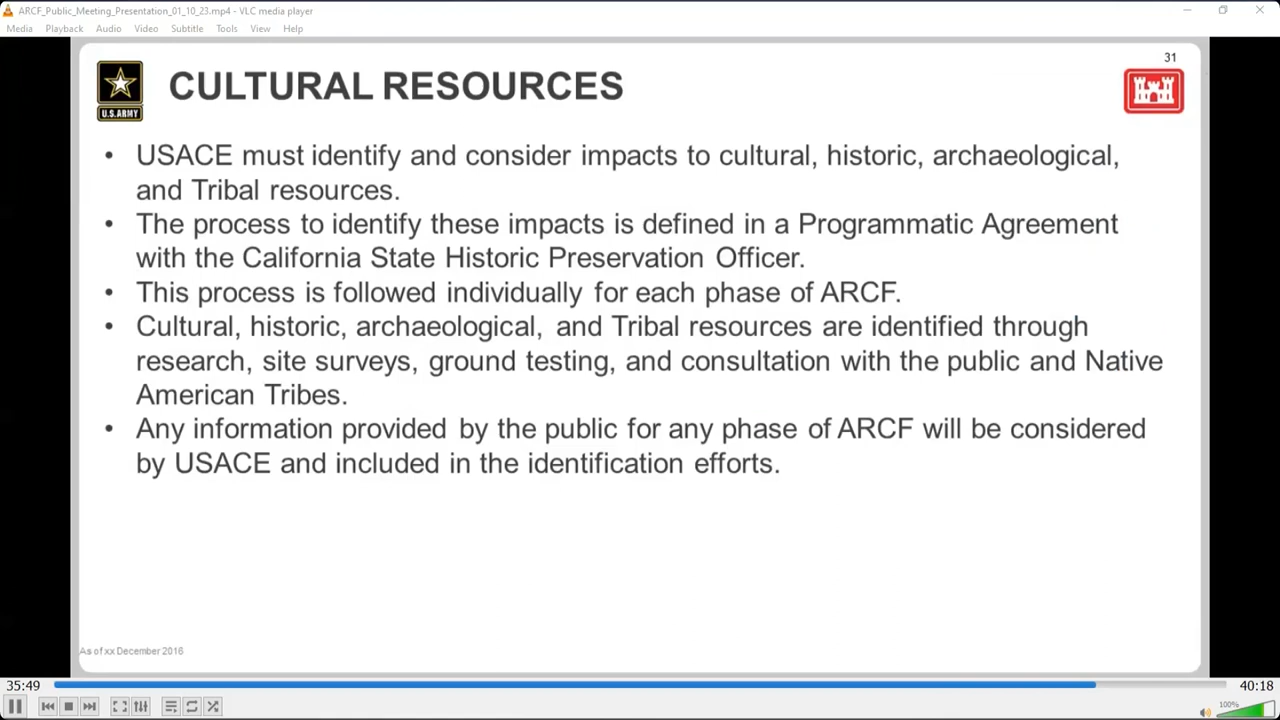 ARCF_Public_Meeting_Presentation_01_10_23.mp4 - VLC media player
Media Playback Audio Video Subtitle Tools View Help
31
U.S.ARMY
CULTURAL RESOURCES
• USACE must identify and consider impacts to cultural, historic, archaeological,
and Tribal resources.
• The process to identify these impacts is defined in a Programmatic Agreement
with the California State Historic Preservation Officer.
• This process is followed individually for each phase of ARCF.
• Cultural, historic, archaeological, and Tribal resources are identified through
research, site surveys, ground testing, and consultation with the public and Native
American Tribes.
• Any information provided by the public for any phase of ARCF will be considered
by USACE and included in the identification efforts.
As of xx December 2016
35:49 40:18
100%